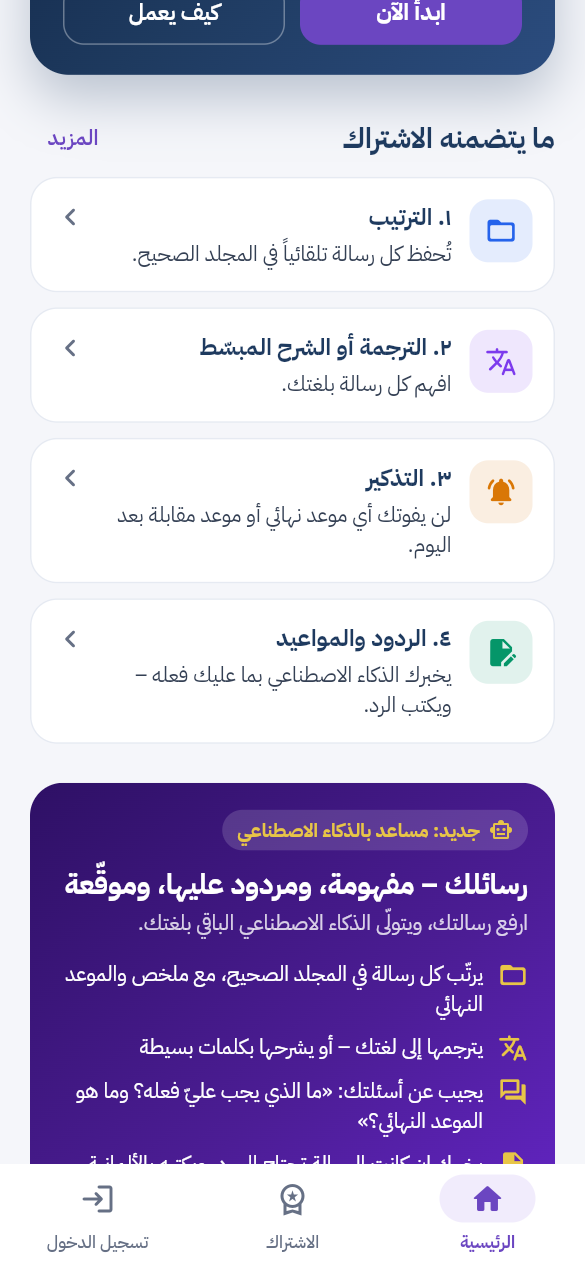 ابدأ الآن
كيف يعمل
ما يتضمنه الاشتراك
المزيد
١. الترتيب
تُحفظ كل رسالة تلقائياً في المجلد الصحيح.
٢. الترجمة أو الشرح المبسّط
افهم كل رسالة بلغتك.
٣. التذكير
لن يفوتك أي موعد نهائي أو موعد مقابلة بعد
اليوم.
٤. الردود والمواعيد
يخبرك الذكاء الاصطناعي بما عليك فعله –
ويكتب الرد.
جديد: مساعد بالذكاء الاصطناعي
رسائلك – مفهومة، ومردود عليها، وموقّعة
ارفع رسالتك، ويتولّى الذكاء الاصطناعي الباقي بلغتك.
يرتّب كل رسالة في المجلد الصحيح، مع ملخص والموعد
النهائي
يترجمها إلى لغتك – أو يشرحها بكلمات بسيطة
يجيب عن أسئلتك: «ما الذي يجب عليّ فعله؟ وما هو
الموعد النهائي؟»
الرئيسية
الاشتراك
تسجيل الدخول